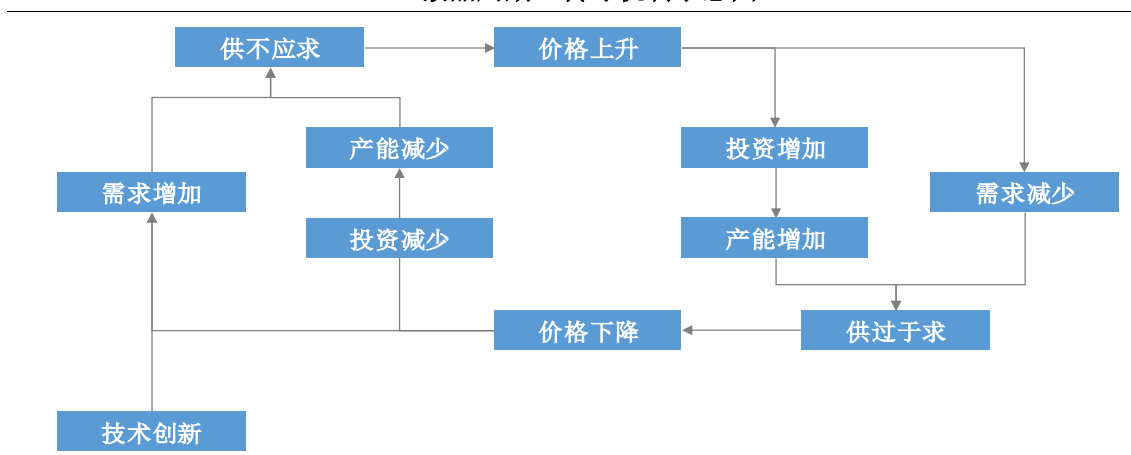 供不应求
价格上升
产能减少
投资增加
需求增加
需求减少
投资减少
产能增加
价格下降
供过于求
技术创新